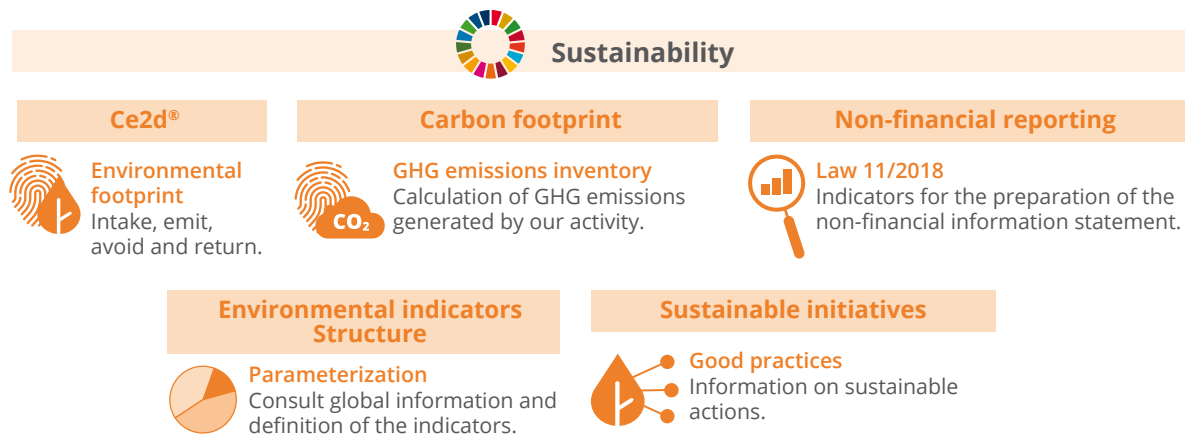 Sustainability
Ce2d®
Environmental
footprint
Intake, emit,
avoid and return.
Carbon footprint
CO₂
GHG emissions inventory
Calculation of GHG emissions
generated by our activity.
Non-financial reporting
Law 11/2018
Indicators for the preparation of the
non-financial information statement.
Environmental indicators
Structure
Parameterization
Consult global information and
definition of the indicators.
Sustainable initiatives
Good practices
Information on sustainable
actions.